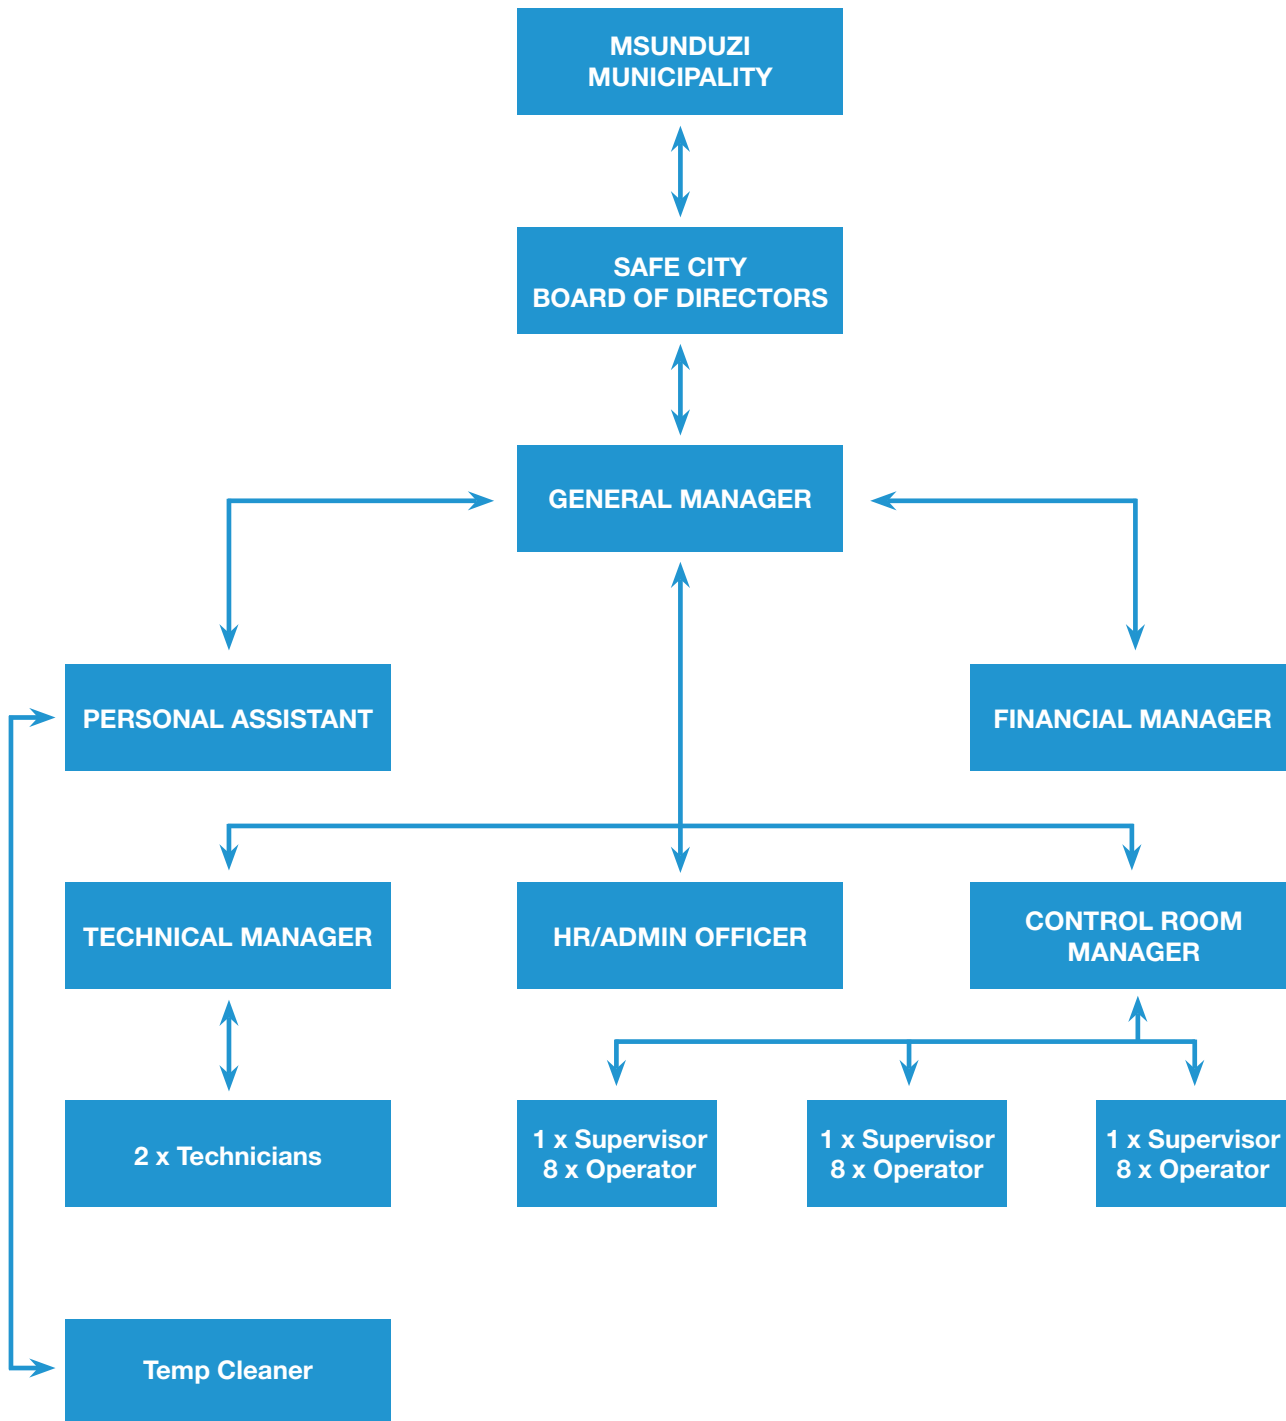 MSUNDUZI
MUNICIPALITY
SAFE CITY
BOARD OF DIRECTORS
GENERAL MANAGER
PERSONAL ASSISTANT
FINANCIAL MANAGER
TECHNICAL MANAGER
HR/ADMIN OFFICER
CONTROL ROOM
MANAGER
2 x Technicians
1 x Supervisor
8 x Operator
1 x Supervisor
8 x Operator
1 x Supervisor
8 x Operator
Temp Cleaner